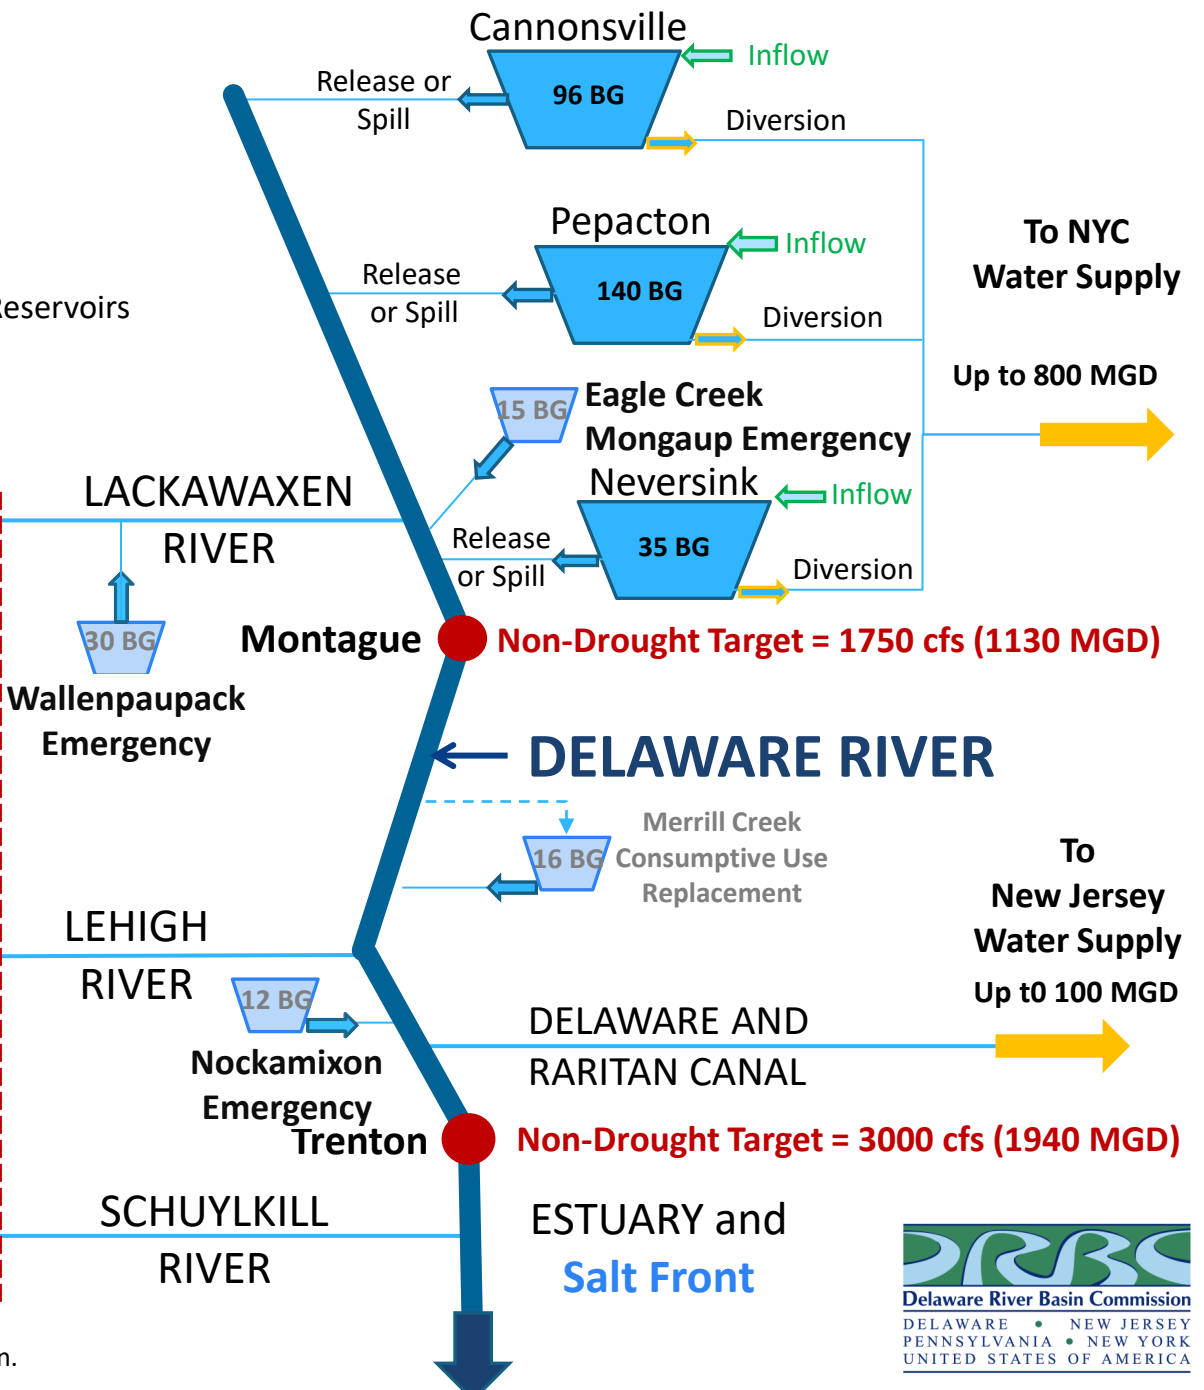 Cannonsville
Inflow
Release or
Spill
96 BG
Diversion
Pepacton
Inflow
Release
or Spill
140 BG
Diversion
To NYC
Water Supply
Up to 800 MGD
Reservoirs
15 BG
Eagle Creek
Mongaup Emergency
Neversink
Inflow
LACKAWAXEN
RIVER
Release
or Spill
35 BG
Diversion
30 BG
Wallenpaupack
Emergency
Montague
Non-Drought Target = 1750 cfs (1130 MGD)
DELAWARE RIVER
16 BG
Merrill Creek
Consumptive Use
Replacement
To
New Jersey
Water Supply
Up t0 100 MGD
LEHIGH
RIVER
12 BG
Nockamixon
Emergency
DELAWARE AND
RARITAN CANAL
Trenton
Non-Drought Target = 3000 cfs (1940 MGD)
SCHUYLKILL
RIVER
ESTUARY and
Salt Front
DRBC
Delaware River Basin Commission
DELAWARE • NEW JERSEY
PENNSYLVANIA • NEW YORK
UNITED STATES OF AMERICA
n.